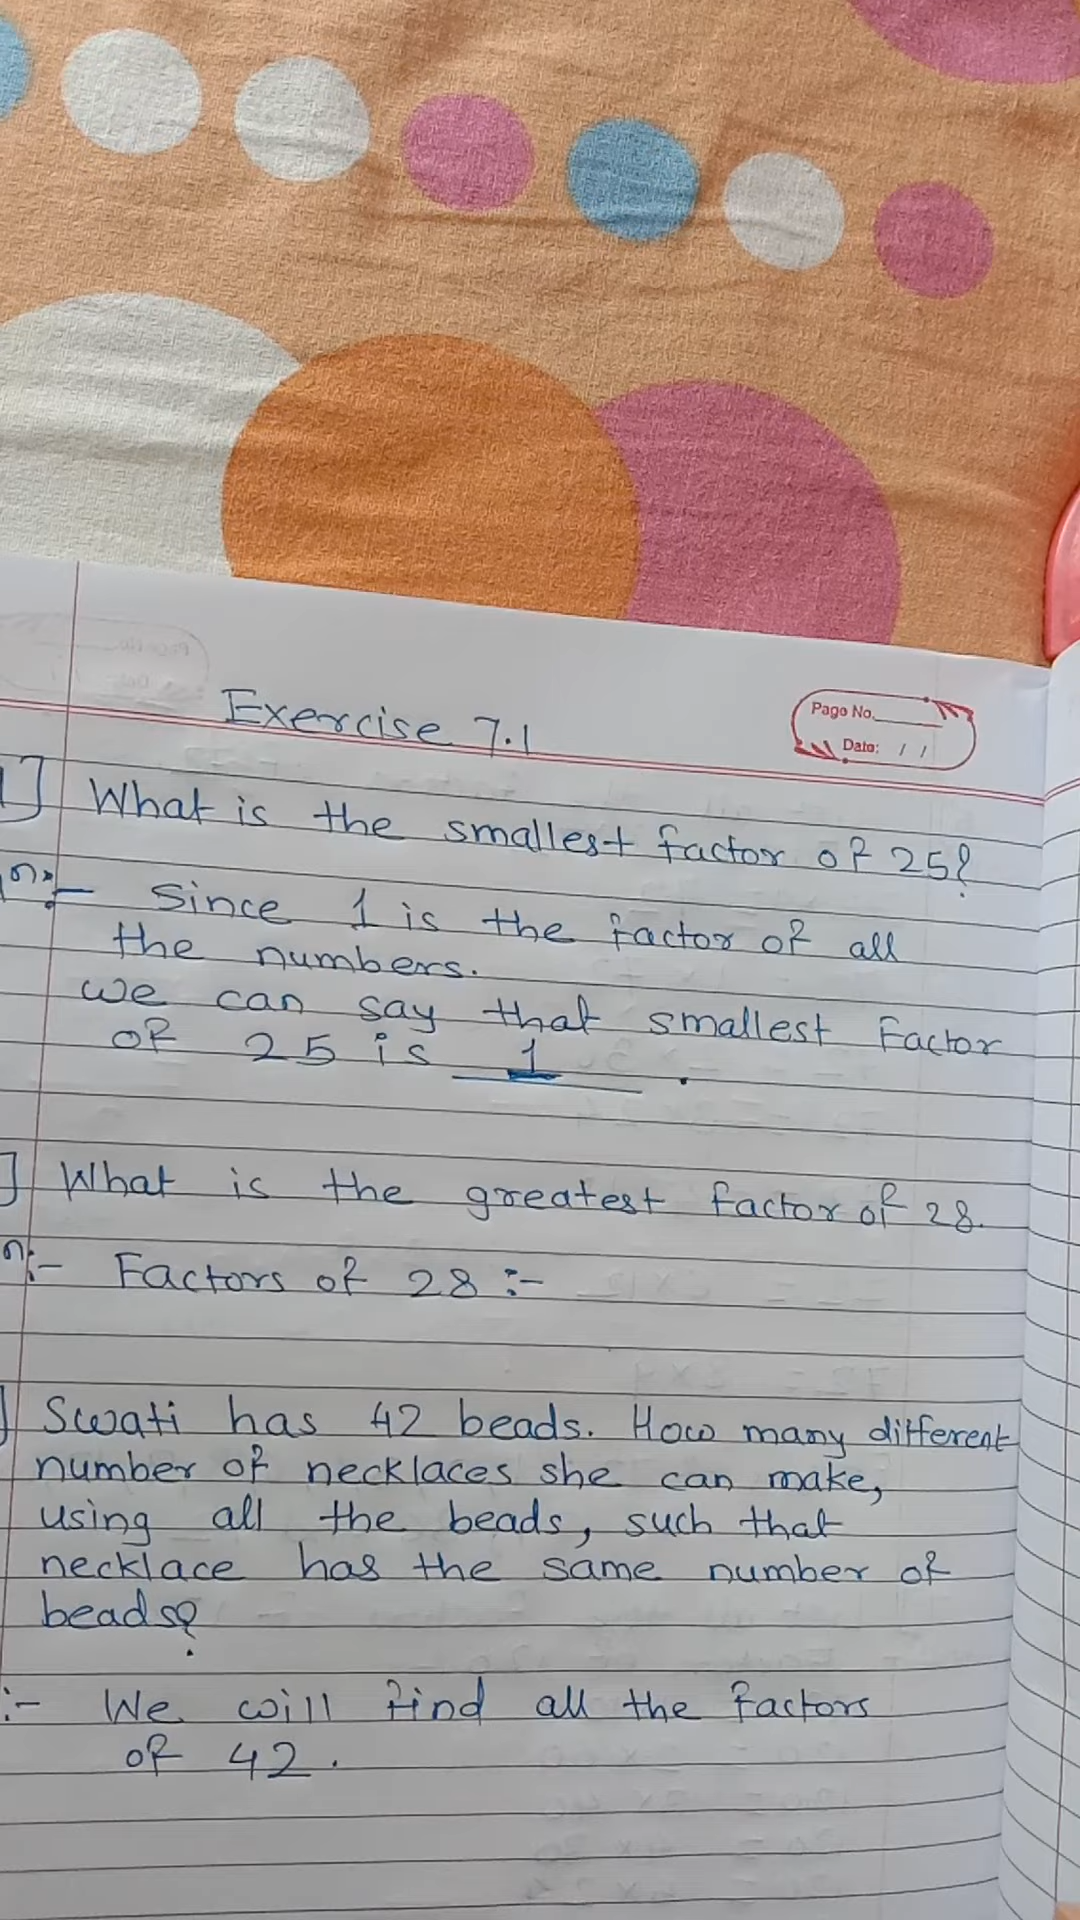 Exercise 7.1
Page No.
Date: / /
1] What is the smallest factor of 25?
n:- Since 1 is the factor of all
the numbers.
we can say that smallest Factor
of 25 is 1.
] What is the greatest factor of 28.
n:- Factors of 28 :-
] Swati has 42 beads. How many different
number of necklaces she can make,
using all the beads, such that
necklace has the same number of
beads?
:- We will find all the factors
of 42.